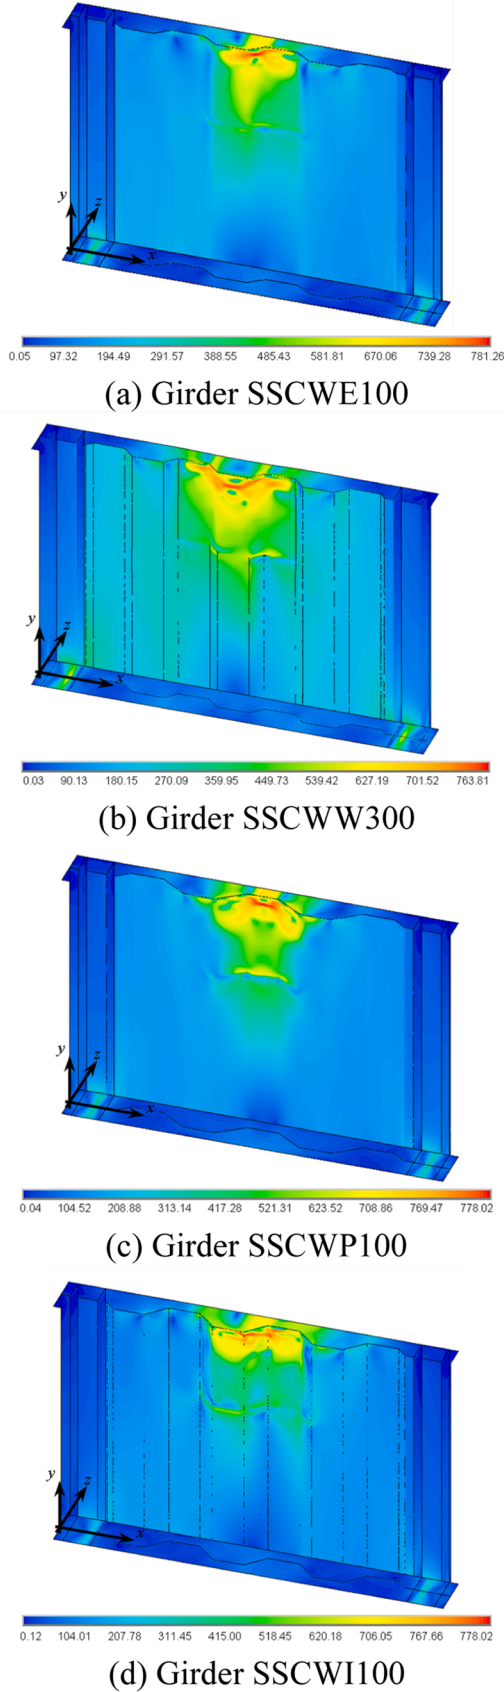 y
z
x
0.05 97.32 194.49 291.57 388.55 485.43 581.81 670.06 739.28 781.26
(a) Girder SSCWE100
y
z
x
0.03 90.13 180.15 270.09 359.95 449.73 539.42 627.19 701.52 763.81
(b) Girder SSCWW300
y
z
x
0.04 104.52 208.88 313.14 417.28 521.31 623.52 708.86 769.47 778.02
(c) Girder SSCWP100
y
z
x
0.12 104.01 207.78 311.45 415.00 518.45 620.18 706.05 767.66 778.02
(d) Girder SSCWI100